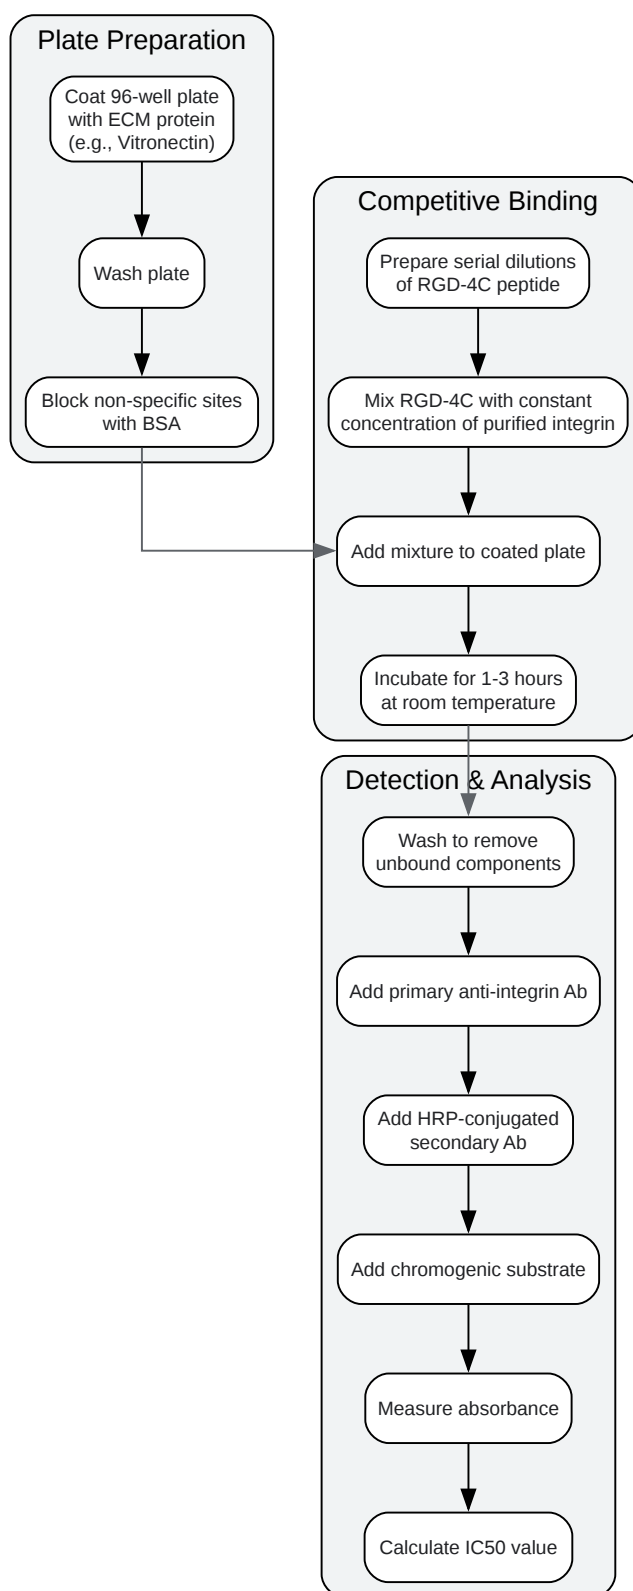 Plate Preparation
Coat 96-well plate
with ECM protein
(e.g., Vitronectin)
Wash plate
Block non-specific sites
with BSA
Competitive Binding
Prepare serial dilutions
of RGD-4C peptide
Mix RGD-4C with constant
concentration of purified integrin
Add mixture to coated plate
Incubate for 1-3 hours
at room temperature
Detection & Analysis
Wash to remove
unbound components
Add primary anti-integrin Ab
Add HRP-conjugated
secondary Ab
Add chromogenic substrate
Measure absorbance
Calculate IC50 value